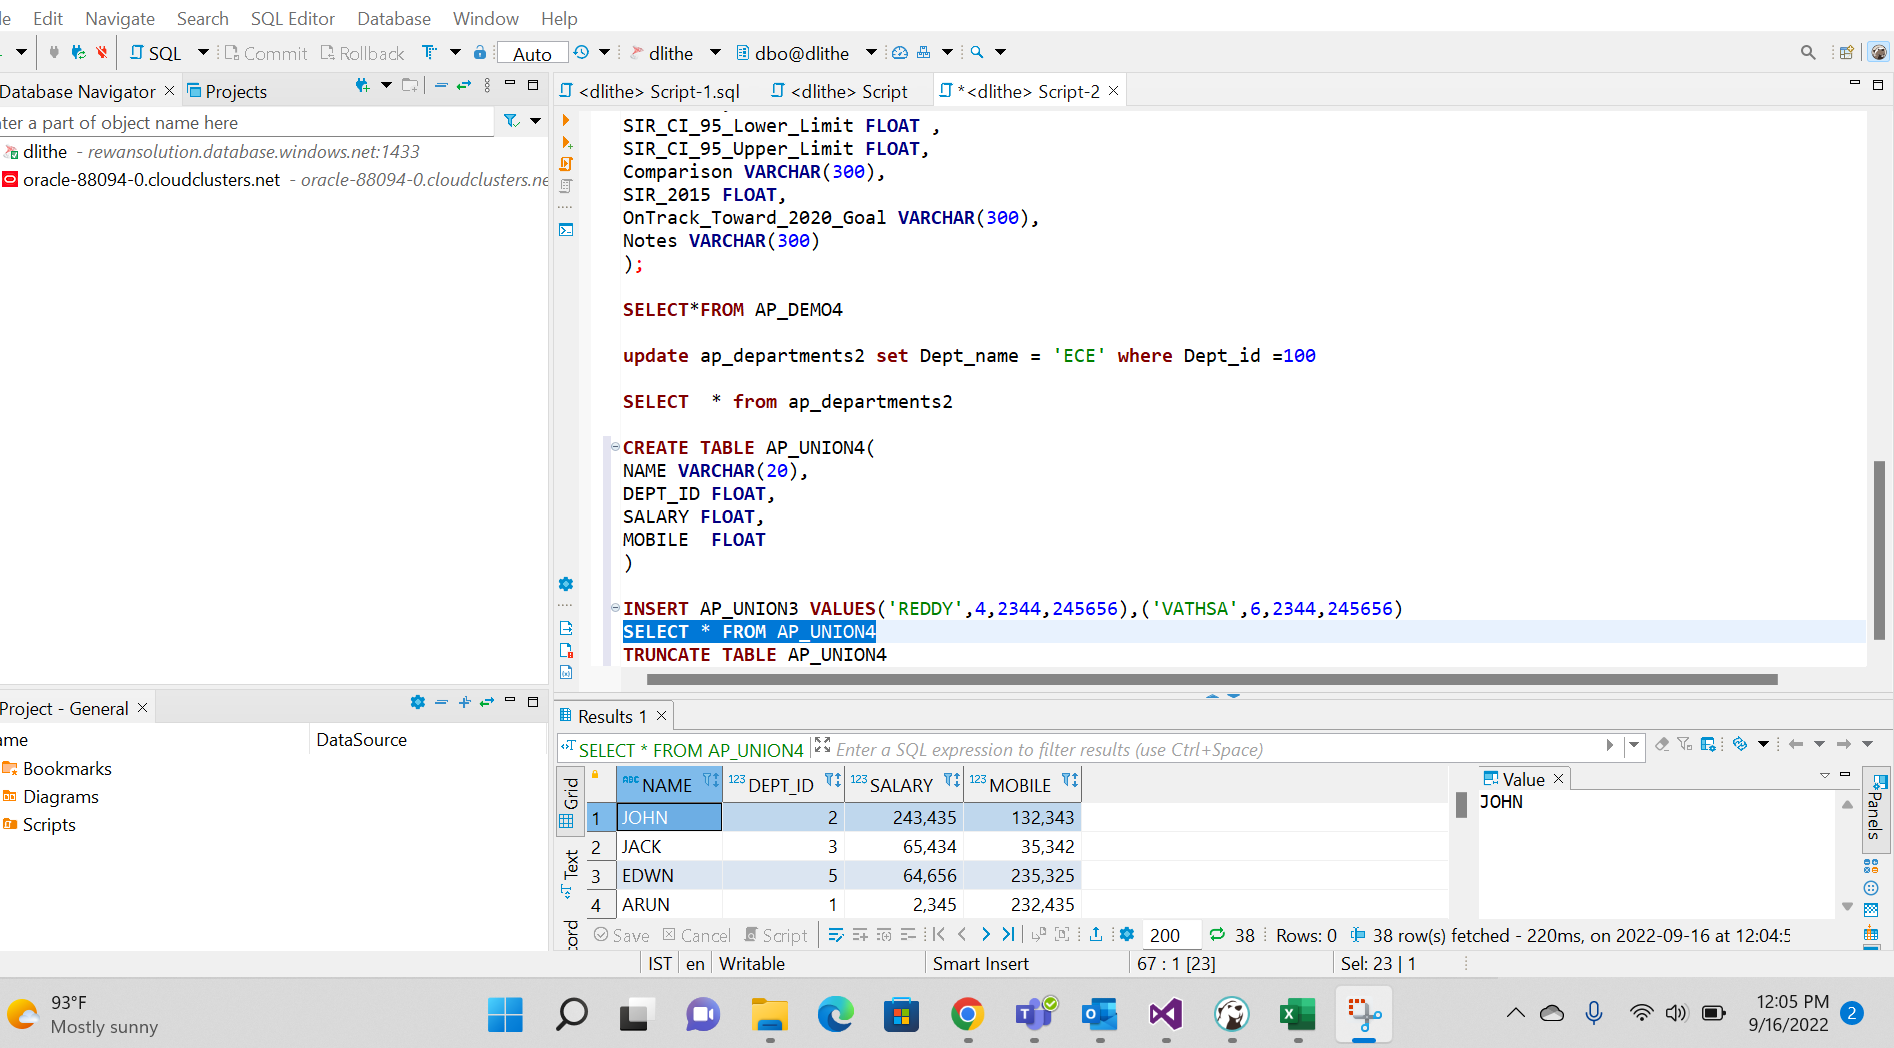 le Edit Navigate Search SQL Editor Database Window Help
SQL Commit Rollback Auto dlithe dbo@dlithe
Database Navigator Projects
ter a part of object name here
dlithe - rewansolution.database.windows.net:1433
oracle-88094-0.cloudclusters.net - oracle-88094-0.cloudclusters.ne
<dlithe> Script-1.sql <dlithe> Script *<dlithe> Script-2
SIR_CI_95_Lower_Limit FLOAT ,
SIR_CI_95_Upper_Limit FLOAT,
Comparison VARCHAR(300),
SIR_2015 FLOAT,
OnTrack_Toward_2020_Goal VARCHAR(300),
Notes VARCHAR(300)
);
SELECT*FROM AP_DEMO4
update ap_departments2 set Dept_name = 'ECE' where Dept_id =100
SELECT * from ap_departments2
CREATE TABLE AP_UNION4(
NAME VARCHAR(20),
DEPT_ID FLOAT,
SALARY FLOAT,
MOBILE FLOAT
)
INSERT AP_UNION3 VALUES('REDDY',4,2344,245656),('VATHSA',6,2344,245656)
SELECT * FROM AP_UNION4
TRUNCATE TABLE AP_UNION4
Project - General
ame DataSource
Bookmarks
Diagrams
Scripts
Results 1
SELECT * FROM AP_UNION4 Enter a SQL expression to filter results (use Ctrl+Space)
Grid
Text
cord
ABC NAME 123 DEPT_ID 123 SALARY 123 MOBILE
1 JOHN 2 243,435 132,343
2 JACK 3 65,434 35,342
3 EDWN 5 64,656 235,325
4 ARUN 1 2,345 232,435
Value
JOHN
Panels
Save Cancel Script 200 38 Rows: 0 38 row(s) fetched - 220ms, on 2022-09-16 at 12:04:5
IST en Writable Smart Insert 67 : 1 [23] Sel: 23 | 1
93°F
Mostly sunny
12:05 PM
9/16/2022
2